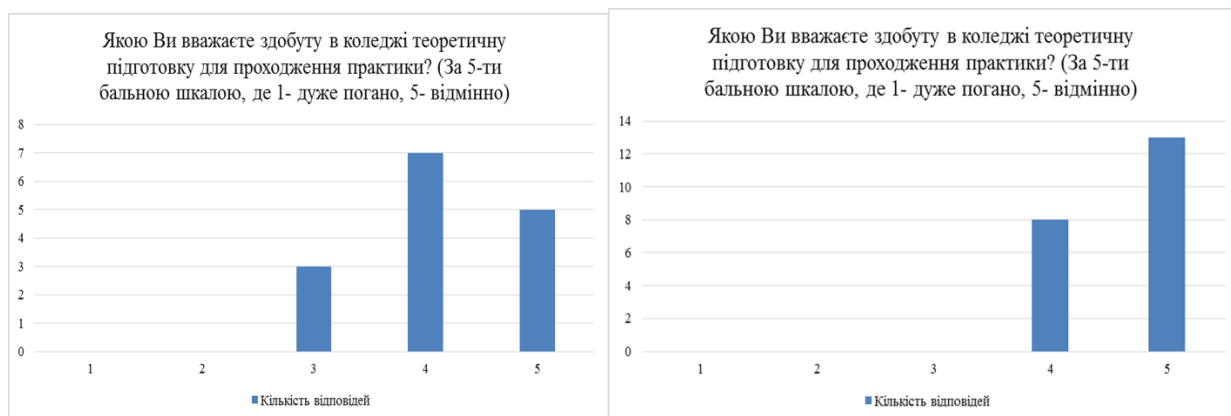 Якою Ви вважаєте здобуту в коледжі теоретичну
підготовку для проходження практики? (За 5-ти
бальною шкалою, де 1- дуже погано, 5- відмінно)
8
7
6
5
4
3
2
1
0
1 2 3 4 5
Кількість відповідей
Якою Ви вважаєте здобуту в коледжі теоретичну
підготовку для проходження практики? (За 5-ти
бальною шкалою, де 1- дуже погано, 5- відмінно)
14
12
10
8
6
4
2
0
1 2 3 4 5
Кількість відповідей